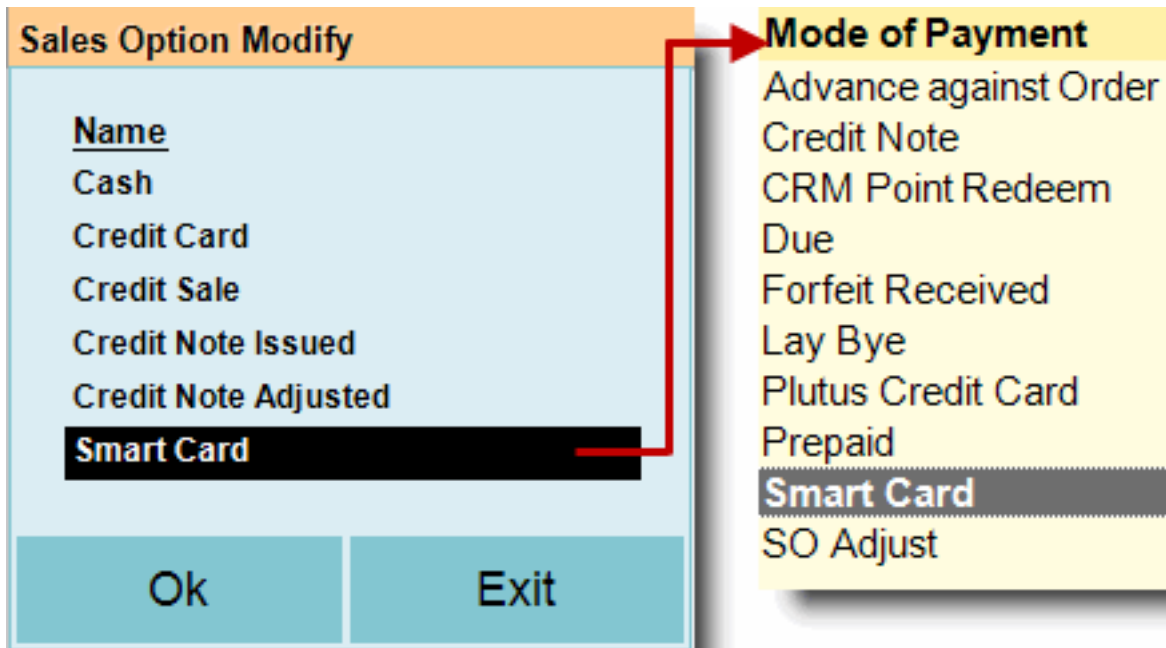 Sales Option Modify
Name
Cash
Credit Card
Credit Sale
Credit Note Issued
Credit Note Adjusted
Smart Card
Ok
Exit
Mode of Payment
Advance against Order
Credit Note
CRM Point Redeem
Due
Forfeit Received
Lay Bye
Plutus Credit Card
Prepaid
Smart Card
SO Adjust